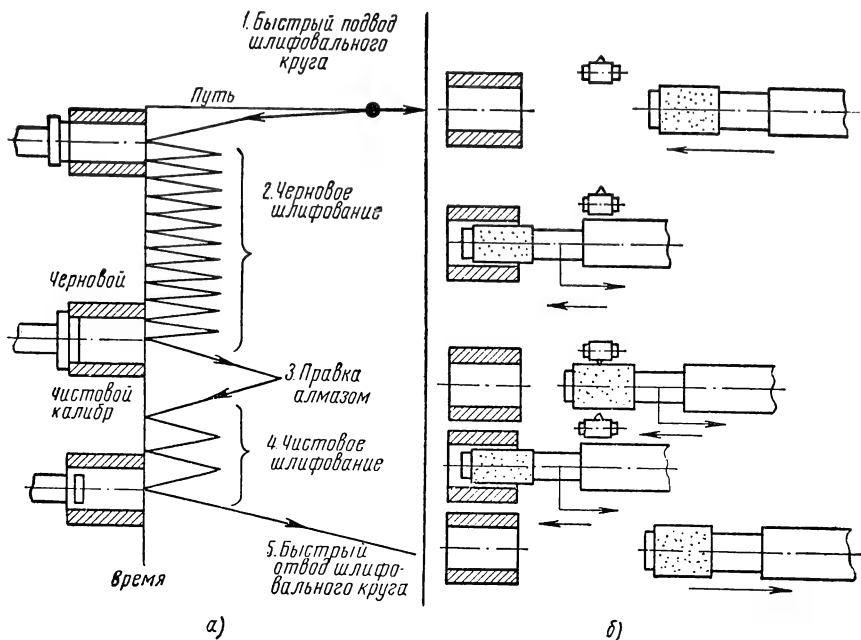 1. Быстрый подвод
шлифовального
круга
Путь
2. Черновое
шлифование
Черновой
3. Правка
алмазом
Чистовой
калибр
4. Чистовое
шлифование
5. Быстрый
отвод шлифо-
вального круга
время
а)
б)